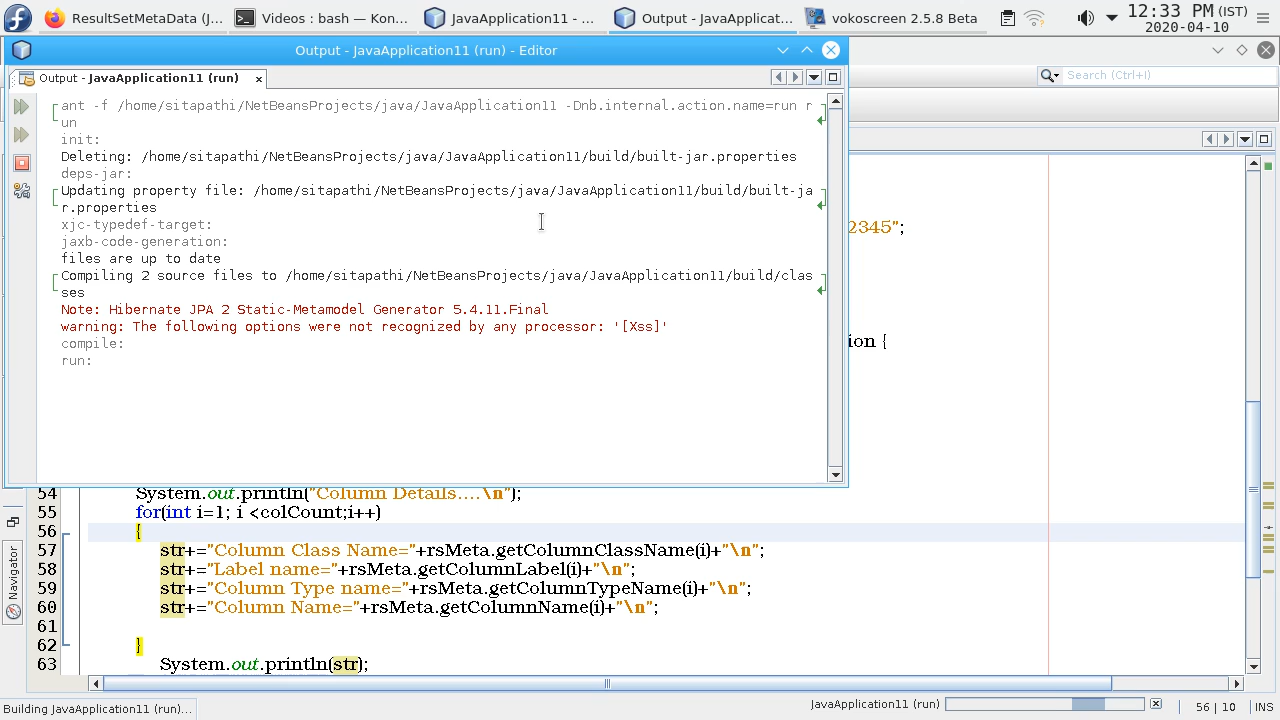 ResultSetMetaData (J...
Videos : bash — Kon...
JavaApplication11 - ...
Output - JavaApplicat...
vokoscreen 2.5.8 Beta
12:33 PM (IST)
2020-04-10
Output - JavaApplication11 (run) - Editor
Output - JavaApplication11 (run)
Search (Ctrl+I)
ant -f /home/sitapathi/NetBeansProjects/java/JavaApplication11 -Dnb.internal.action.name=run r
un
init:
Deleting: /home/sitapathi/NetBeansProjects/java/JavaApplication11/build/built-jar.properties
deps-jar:
Updating property file: /home/sitapathi/NetBeansProjects/java/JavaApplication11/build/built-ja
r.properties
xjc-typedef-target:
2345";
jaxb-code-generation:
files are up to date
Compiling 2 source files to /home/sitapathi/NetBeansProjects/java/JavaApplication11/build/clas
ses
Note: Hibernate JPA 2 Static-Metamodel Generator 5.4.11.Final
warning: The following options were not recognized by any processor: '[Xss]'
compile:
ion {
run:
54 System.out.println("Column Details....\n");
55 for(int i=1; i <colCount;i++)
56 {
57 str+="Column Class Name="+rsMeta.getColumnClassName(i)+"\n";
58 str+="Label name="+rsMeta.getColumnLabel(i)+"\n";
59 str+="Column Type name="+rsMeta.getColumnTypeName(i)+"\n";
60 str+="Column Name="+rsMeta.getColumnName(i)+"\n";
61
62 }
63 System.out.println(str);
Navigator
Building JavaApplication11 (run)...
JavaApplication11 (run)
56 | 10
INS